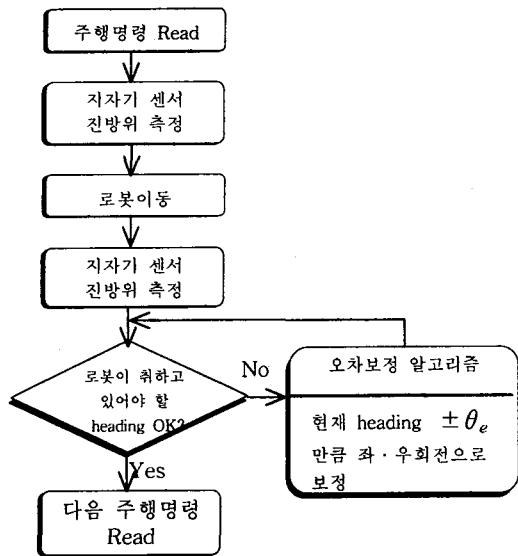 주행명령 Read
지자기 센서
진방위 측정
로봇이동
지자기 센서
진방위 측정
로봇이 취하고
있어야 할
heading OK?
No
오차보정 알고리즘
현재 heading ±θe
만큼 좌·우회전으로
보정
Yes
다음 주행명령
Read